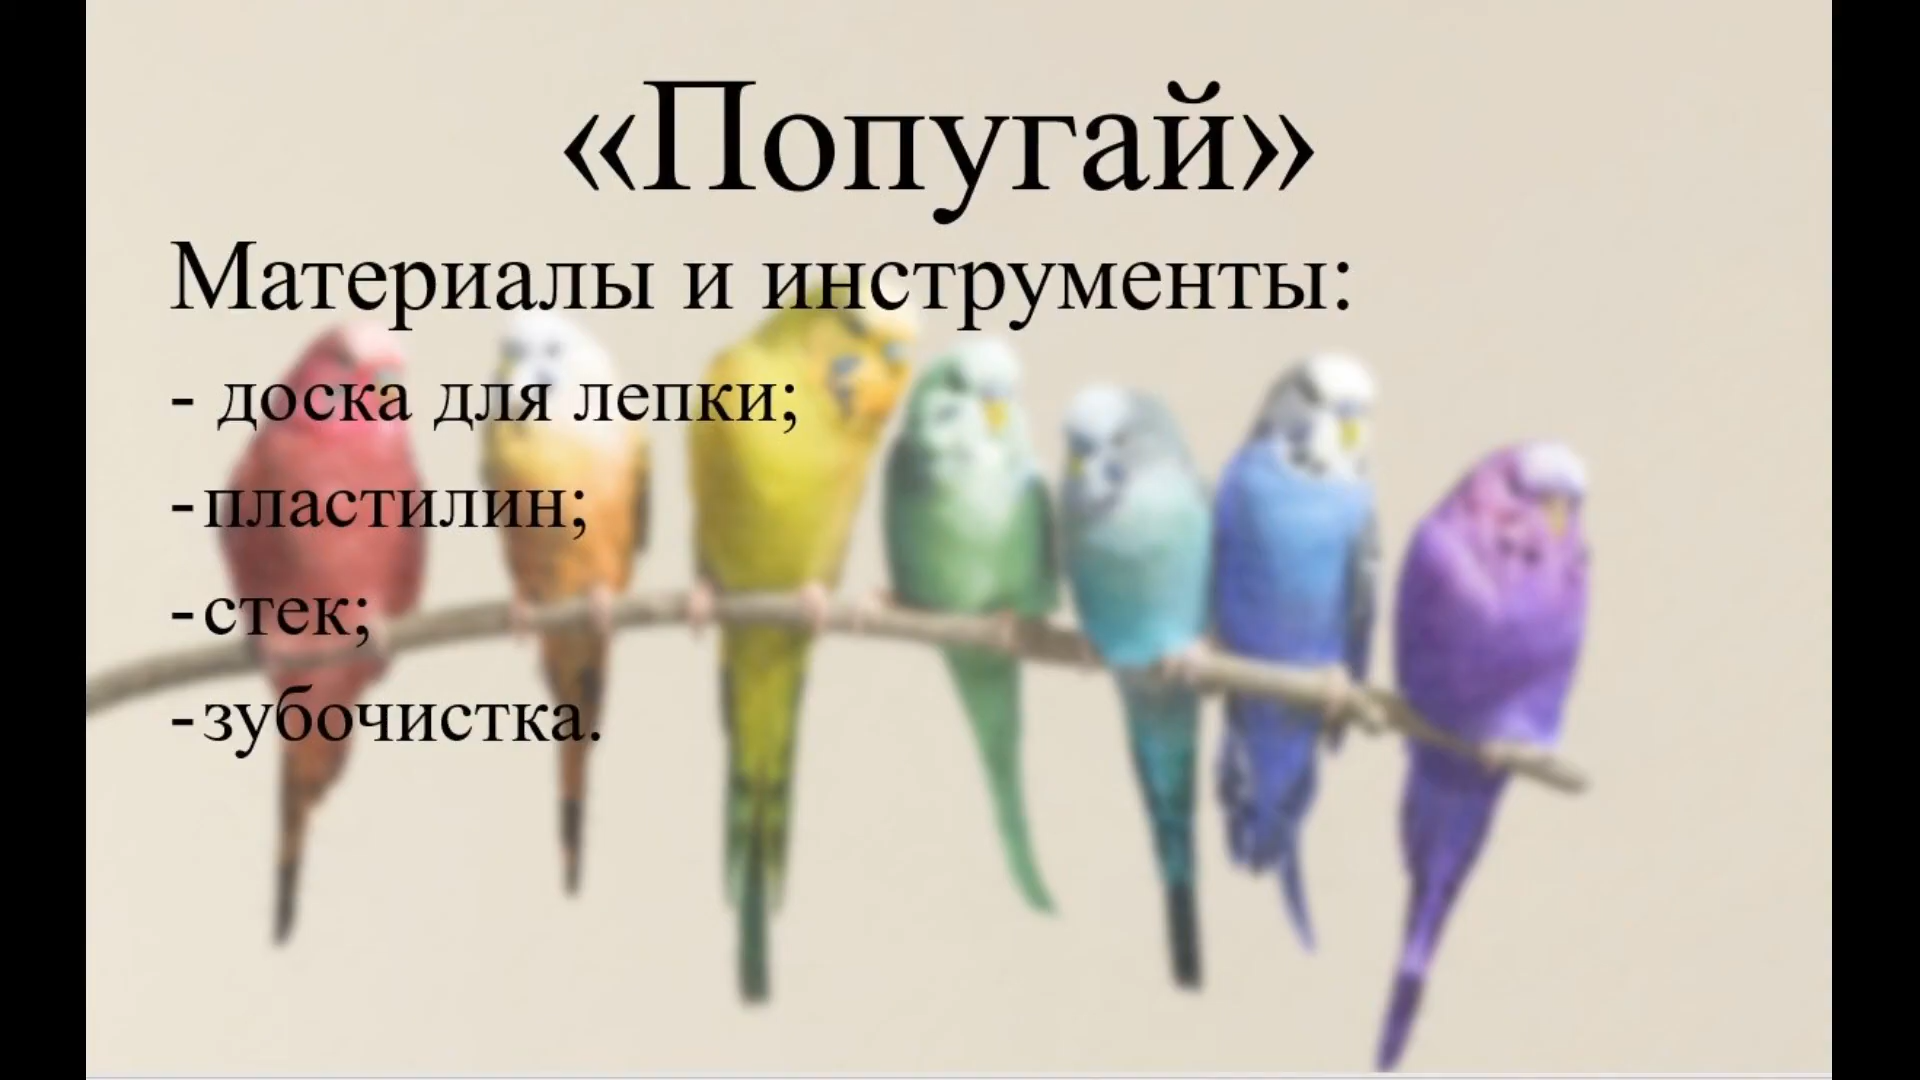 «Попугай»
Материалы и инструменты:
- доска для лепки;
-пластилин;
-стек;
-зубочистка.